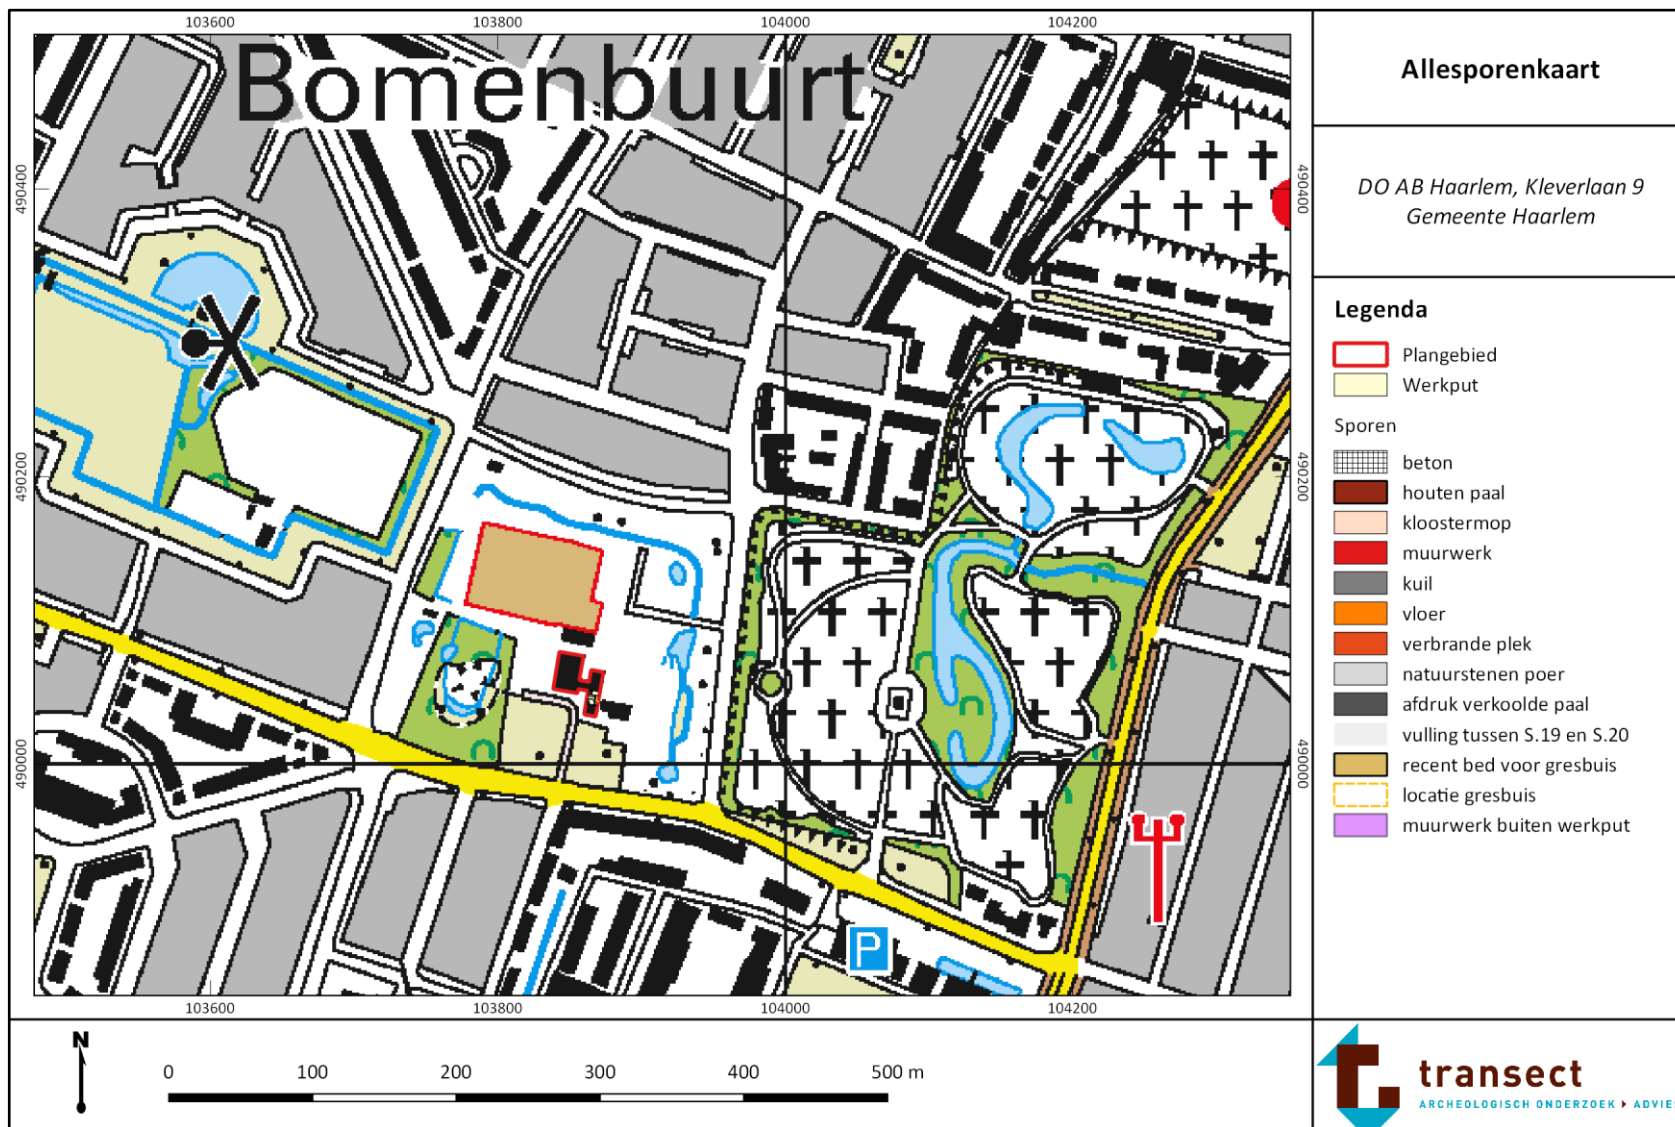 103600 103800 104000 104200
Bomenbuurt
490400 490400
490200 490200
490000 490000
P
103600 103800 104000 104200
N
0 100 200 300 400 500 m
Allesporenkaart
DO AB Haarlem, Kleverlaan 9
Gemeente Haarlem
Legenda
Plangebied
Werkput
Sporen
beton
houten paal
kloostermop
muurwerk
kuil
vloer
verbrande plek
natuurstenen poer
afdruk verkoolde paal
vulling tussen S.19 en S.20
recent bed voor gresbuis
locatie gresbuis
muurwerk buiten werkput
transect
ARCHEOLOGISCH ONDERZOEK ▸ ADVIES